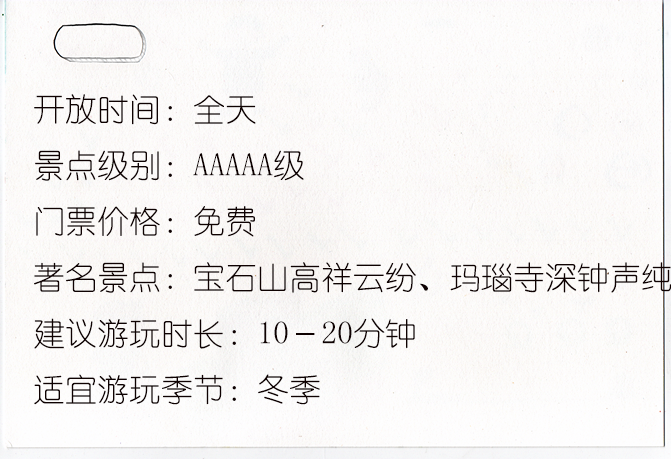 开放时间：全天
景点级别：AAAAA级
门票价格：免费
著名景点：宝石山高祥云纷、玛瑙寺深钟声纯
建议游玩时长：10-20分钟
适宜游玩季节：冬季